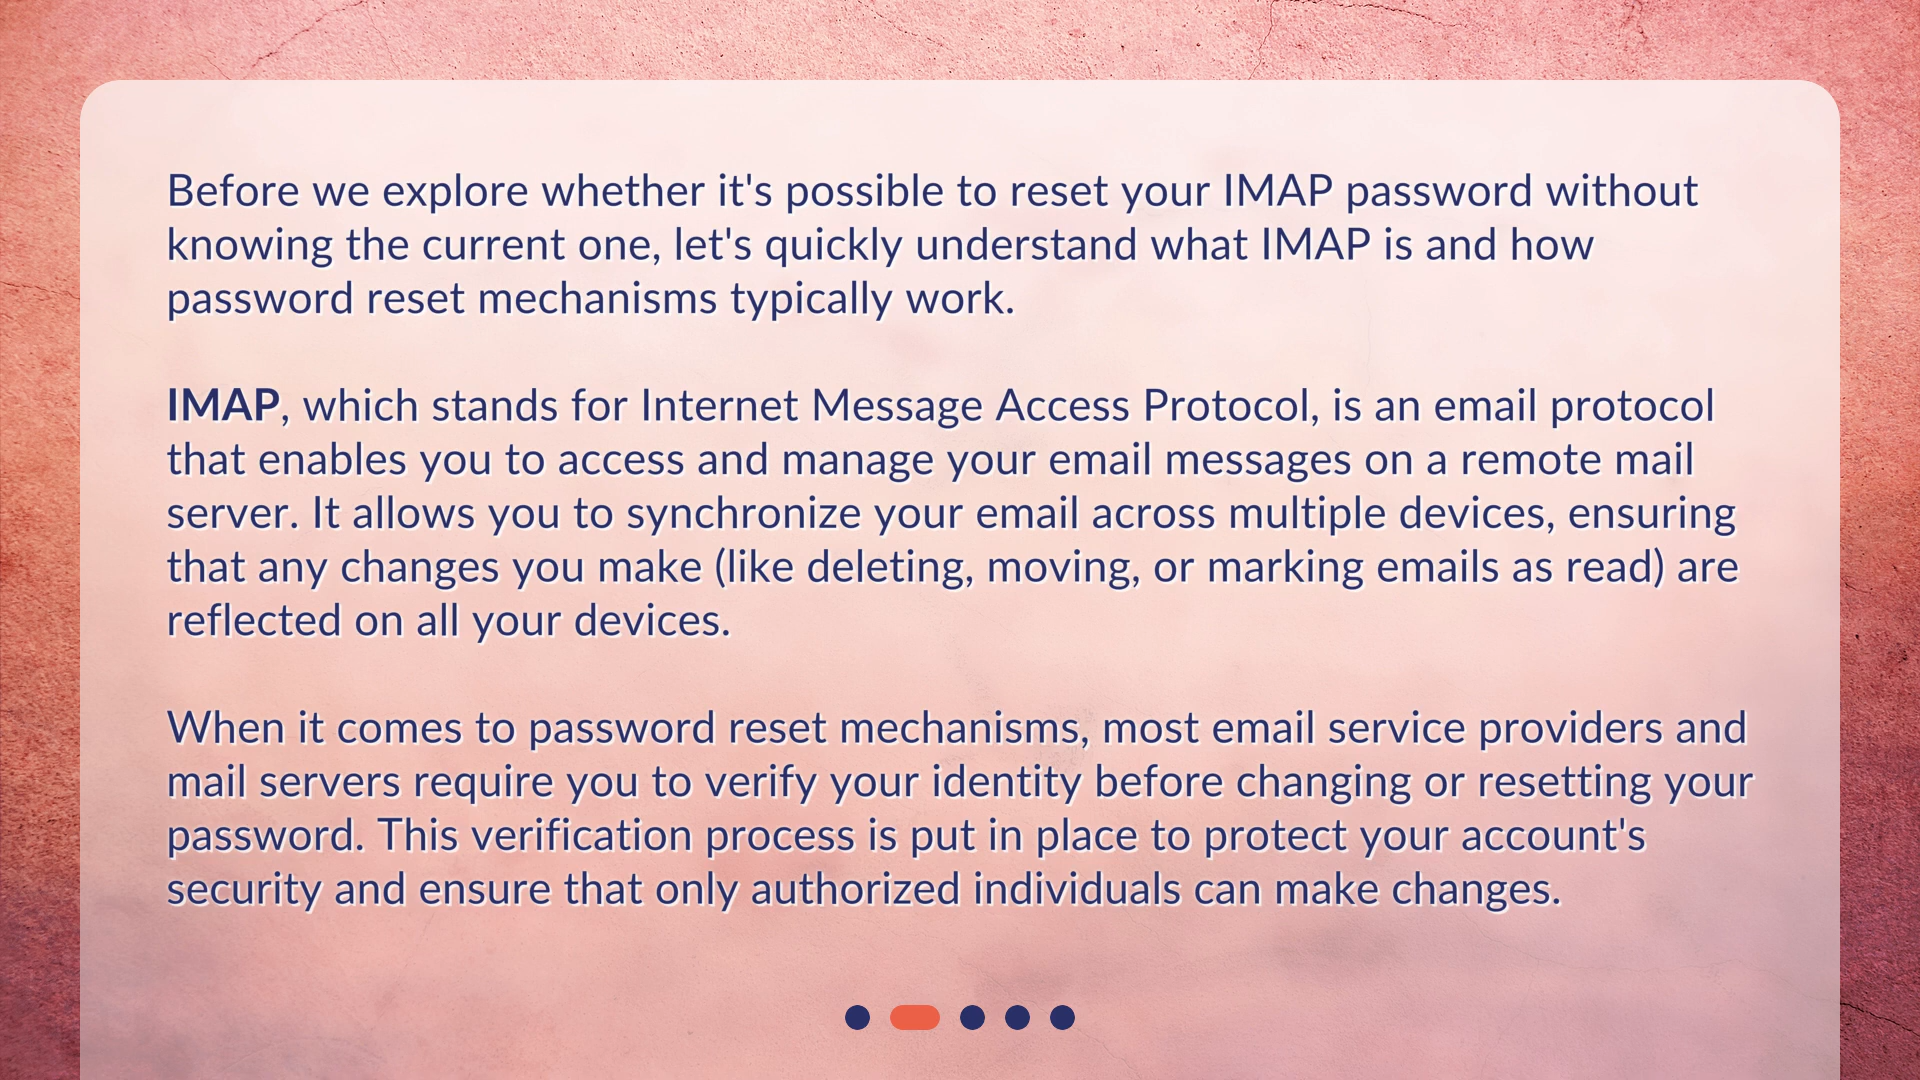 Before we explore whether it's possible to reset your IMAP password without
knowing the current one, let's quickly understand what IMAP is and how
password reset mechanisms typically work.
IMAP, which stands for Internet Message Access Protocol, is an email protocol
that enables you to access and manage your email messages on a remote mail
server. It allows you to synchronize your email across multiple devices, ensuring
that any changes you make (like deleting, moving, or marking emails as read) are
reflected on all your devices.
When it comes to password reset mechanisms, most email service providers and
mail servers require you to verify your identity before changing or resetting your
password. This verification process is put in place to protect your account's
security and ensure that only authorized individuals can make changes.